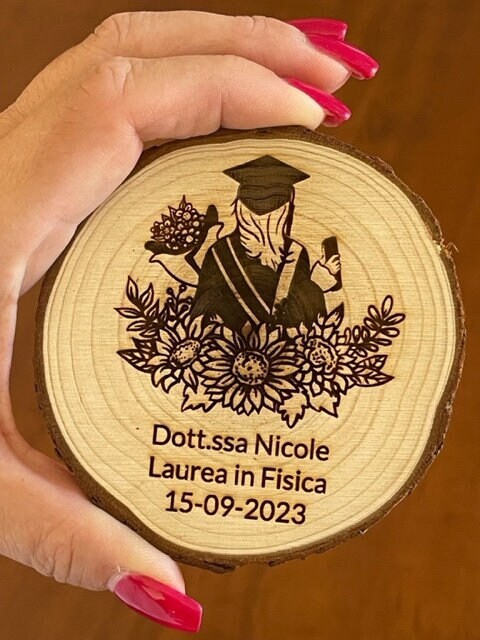 Dott.ssa Nicole
Laurea in Fisica
15-09-2023